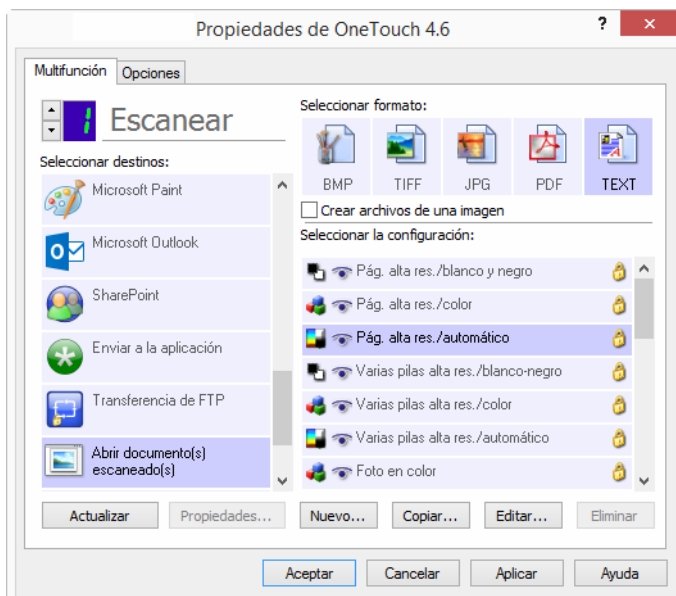 Propiedades de OneTouch 4.6
?
Multifunción
Opciones
1
Escanear
Seleccionar destinos:
Microsoft Paint
Microsoft Outlook
SharePoint
Enviar a la aplicación
Transferencia de FTP
Abrir documento(s)
escaneado(s)
Actualizar
Propiedades...
Seleccionar formato:
BMP
TIFF
JPG
PDF
TEXT
Crear archivos de una imagen
Seleccionar la configuración:
Pág. alta res./blanco y negro
Pág. alta res./color
Pág. alta res./automático
Varias pilas alta res./blanco-negro
Varias pilas alta res./color
Varias pilas alta res./automático
Foto en color
Nuevo...
Copiar...
Editar...
Eliminar
Aceptar
Cancelar
Aplicar
Ayuda